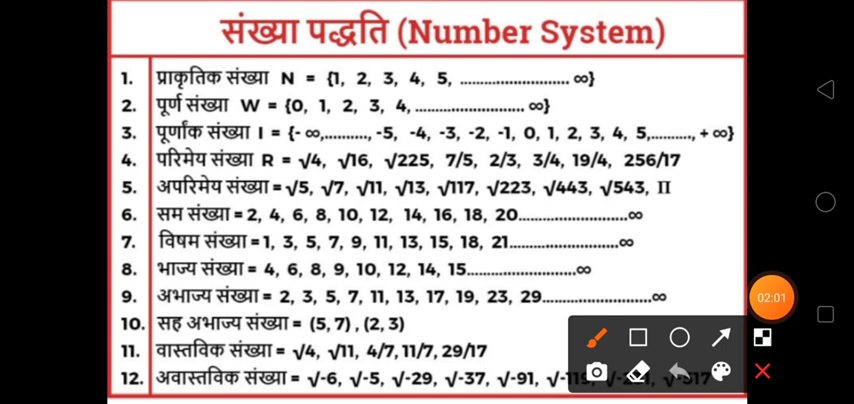 संख्या पद्धति (Number System)
1. प्राकृतिक संख्या N = {1, 2, 3, 4, 5, ........................... ∞}
2. पूर्ण संख्या W = {0, 1, 2, 3, 4, ........................... ∞}
3. पूर्णांक संख्या I = {- ∞,.........., -5, -4, -3, -2, -1, 0, 1, 2, 3, 4, 5,.........., + ∞}
4. परिमेय संख्या R = √4, √16, √225, 7/5, 2/3, 3/4, 19/4, 256/17
5. अपरिमेय संख्या = √5, √7, √11, √13, √117, √223, √443, √543, II
6. सम संख्या = 2, 4, 6, 8, 10, 12, 14, 16, 18, 20...........................∞
7. विषम संख्या = 1, 3, 5, 7, 9, 11, 13, 15, 18, 21...........................∞
8. भाज्य संख्या = 4, 6, 8, 9, 10, 12, 14, 15...........................∞
9. अभाज्य संख्या = 2, 3, 5, 7, 11, 13, 17, 19, 23, 29...........................∞
02:01
10. सह अभाज्य संख्या = (5, 7) , (2, 3)
11. वास्तविक संख्या = √4, √11, 4/7, 11/7, 29/17
12. अवास्तविक संख्या = √-6, √-5, √-29, √-37, √-91,